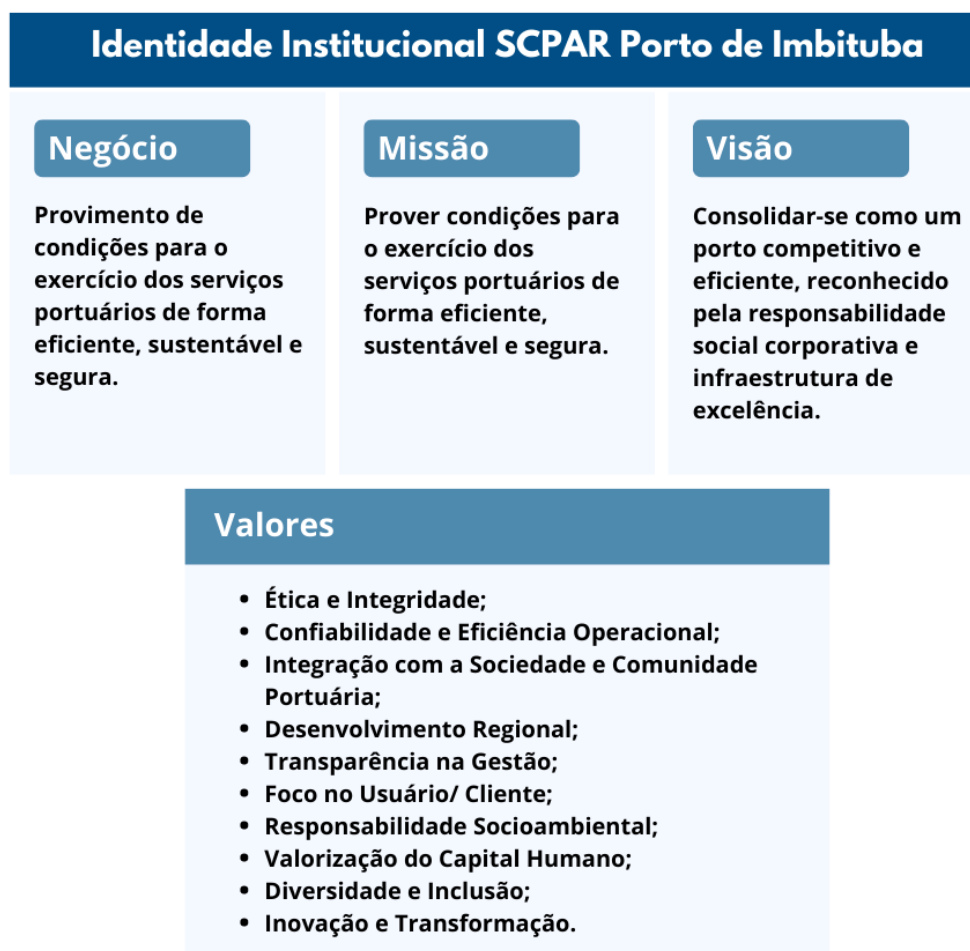 Identidade Institucional SCPAR Porto de Imbituba
Negócio
Provimento de
condições para o
exercício dos serviços
portuários de forma
eficiente, sustentável e
segura.
Missão
Prover condições para
o exercício dos
serviços portuários de
forma eficiente,
sustentável e segura.
Visão
Consolidar-se como um
porto competitivo e
eficiente, reconhecido
pela responsabilidade
social corporativa e
infraestrutura de
excelência.
Valores
• Ética e Integridade;
• Confiabilidade e Eficiência Operacional;
• Integração com a Sociedade e Comunidade
Portuária;
• Desenvolvimento Regional;
• Transparência na Gestão;
• Foco no Usuário/ Cliente;
• Responsabilidade Socioambiental;
• Valorização do Capital Humano;
• Diversidade e Inclusão;
• Inovação e Transformação.